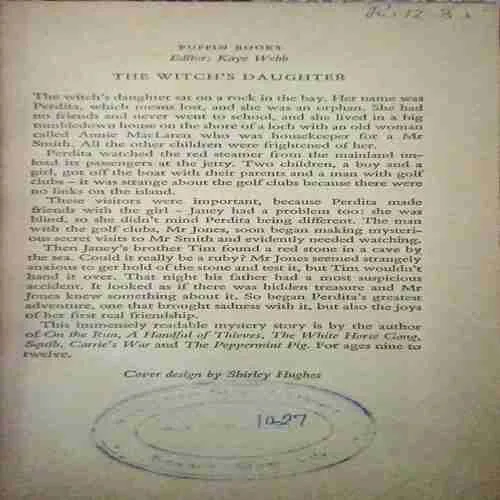 PUFFIN BOOKS
Editor: Kaye Webb
THE WITCH'S DAUGHTER
The witch's daughter sat on a rock in the bay. Her name was
Perdita, which means lost, and she was an orphan. She had
no friends and never went to school, and she lived in a big
tumbledown house on the shore of a loch with an old woman
called Annie MacLaren who was housekeeper for a Mr
Smith. All the other children were frightened of her.
Perdita watched the red steamer from the mainland un-
load its passengers at the jetty. Two children, a boy and a
girl, got off the boat with their parents and a man with golf
clubs – it was strange about the golf clubs because there were
no links on the island.
These visitors were important, because Perdita made
friends with the girl – Janey had a problem too: she was
blind, so she didn't mind Perdita being different. The man
with the golf clubs, Mr Jones, soon began making mysteri-
ous secret visits to Mr Smith and evidently needed watching.
Then Janey's brother Tim found a red stone in a cave by
the sea. Could it really be a ruby? Mr Jones seemed strangely
anxious to get hold of the stone and test it, but Tim wouldn't
hand it over. That night his father had a most suspicious
accident. It looked as if there was hidden treasure and Mr
Jones knew something about it. So began Perdita's greatest
adventure, one that brought sadness with it, but also the joys
of her first real friendship.
This immensely readable mystery story is by the author
of On the Run, A Handful of Thieves, The White Horse Gang,
Squib, Carrie's War and The Peppermint Pig. For ages nine to
twelve.
Cover design by Shirley Hughes